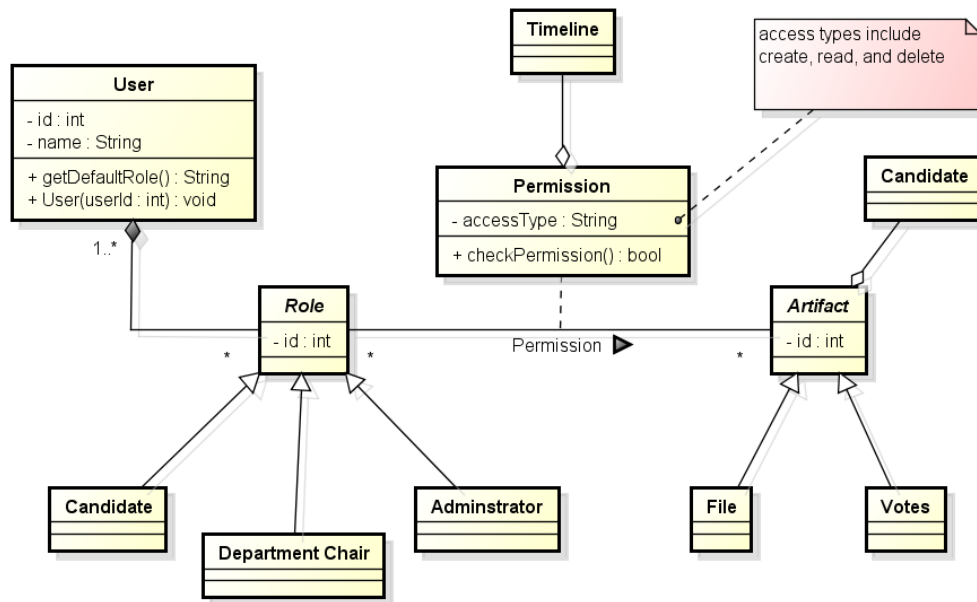 Timeline
access types include
create, read, and delete
User
- id : int
- name : String
+ getDefaultRole() : String
+ User(userId : int) : void
Permission
- accessType : String
+ checkPermission() : bool
Candidate
1..*
Role
- id : int
*
*
Permission
*
Artifact
- id : int
Candidate
Department Chair
Adminstrator
File
Votes